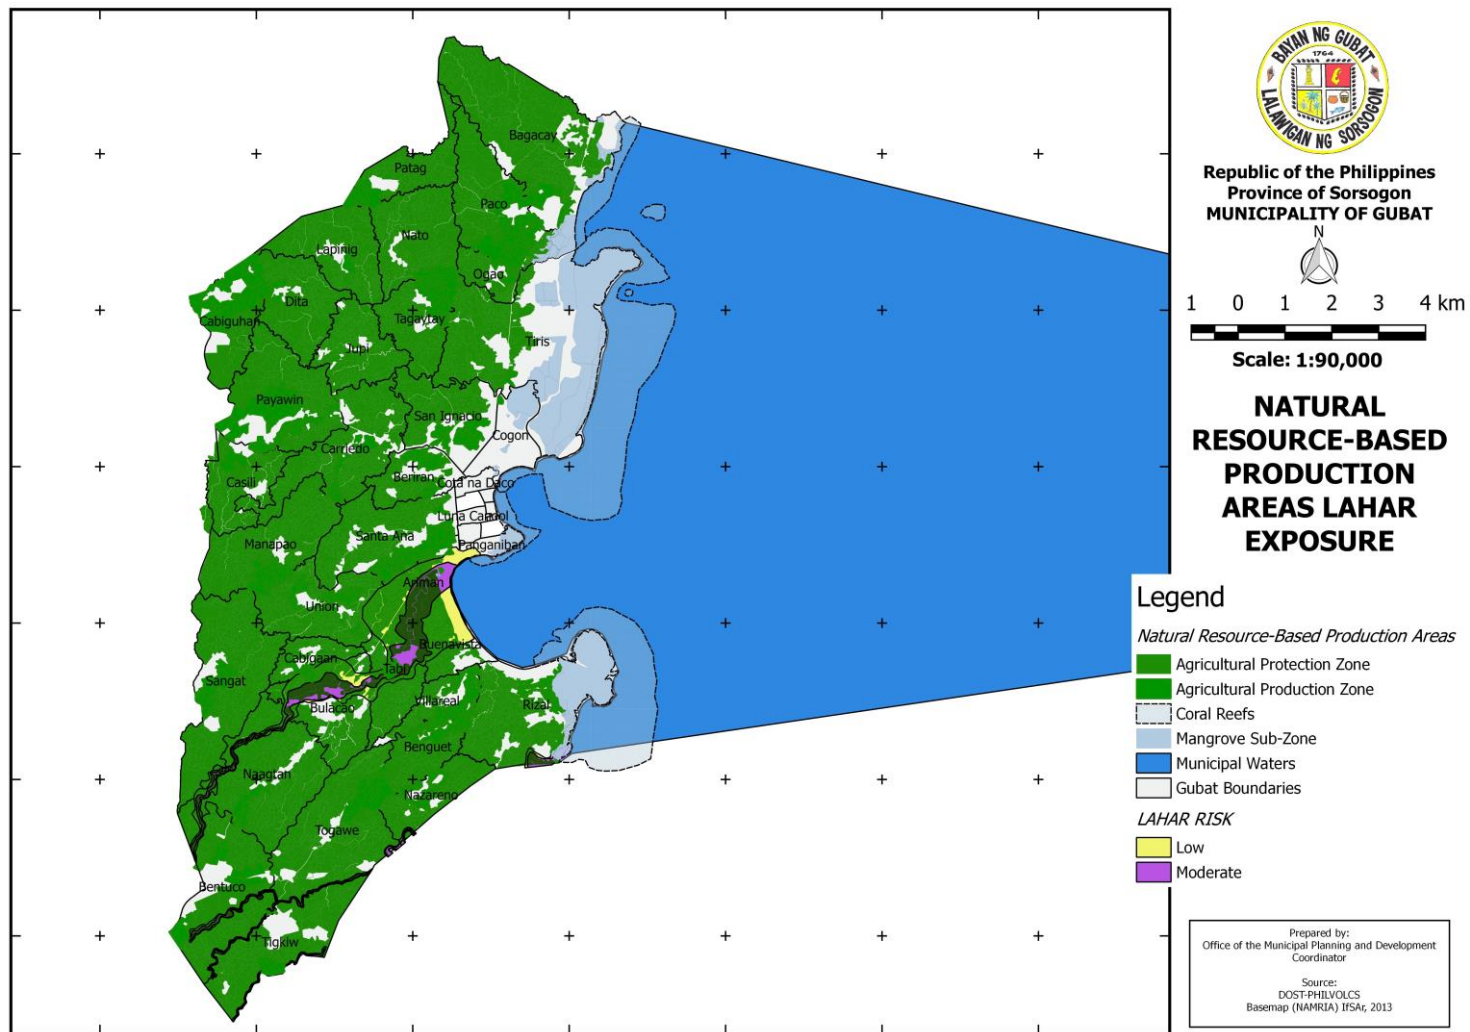 BAYAN NG GUBAT
1764
LALAWIGAN NG SORSOGON
Republic of the Philippines
Province of Sorsogon
MUNICIPALITY OF GUBAT
N
1 0 1 2 3 4 km
Scale: 1:90,000
NATURAL
RESOURCE-BASED
PRODUCTION
AREAS LAHAR
EXPOSURE
Legend
Natural Resource-Based Production Areas
Agricultural Protection Zone
Agricultural Production Zone
Coral Reefs
Mangrove Sub-Zone
Municipal Waters
Gubat Boundaries
LAHAR RISK
Low
Moderate
Prepared by:
Office of the Municipal Planning and Development
Coordinator
Source:
DOST-PHILVOLCS
Basemap (NAMRIA) IfSAr, 2013
Bagacay
Patag
Paco
Nato
Lapinig
Ogao
Dita
Cabiguhan
Tagaytay
Tiris
Jupi
Payawin
San Ignacio
Cogon
Carriedo
Beriran
Casili
Cota na Daco
Luna Candol
Santa Ana
Manapao
Panganiban
Ariman
Union
Buenavista
Cabigaan
Tabi
Sangat
Villareal
Rizal
Bulacao
Benguet
Naagtan
Nazareno
Togawe
Bentuco
Tigkiw